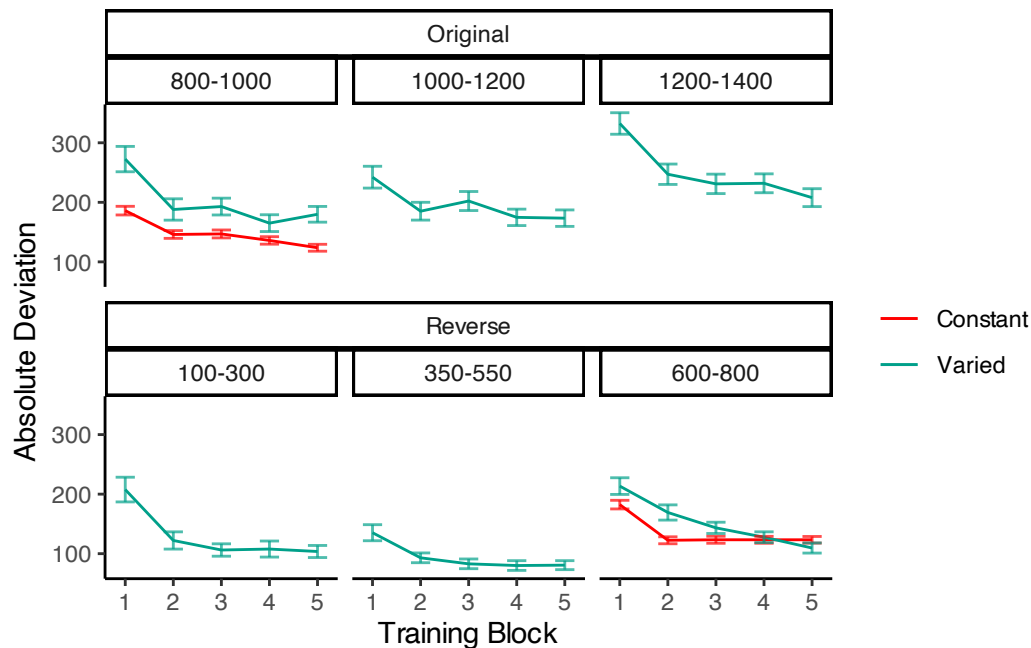 Original
800-1000 1000-1200 1200-1400
300
200
100
Reverse
100-300 350-550 600-800
300
200
100
1 2 3 4 5 1 2 3 4 5 1 2 3 4 5
Training Block
Absolute Deviation
Constant
Varied